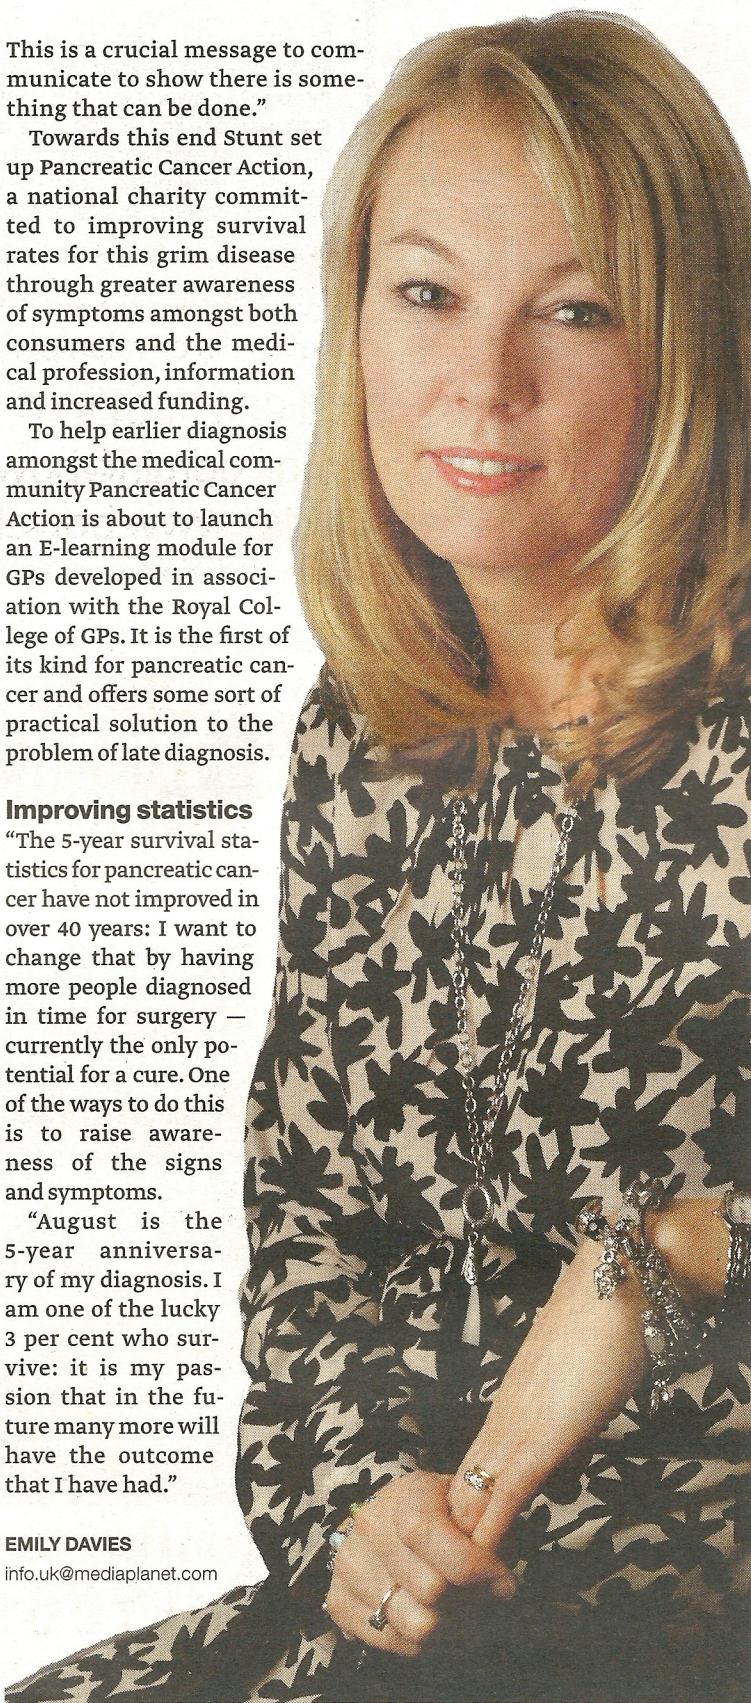 This is a crucial message to com-
municate to show there is some-
thing that can be done.”
Towards this end Stunt set
up Pancreatic Cancer Action,
a national charity commit-
ted to improving survival
rates for this grim disease
through greater awareness
of symptoms amongst both
consumers and the medi-
cal profession, information
and increased funding.
To help earlier diagnosis
amongst the medical com-
munity Pancreatic Cancer
Action is about to launch
an E-learning module for
GPs developed in associ-
ation with the Royal Col-
lege of GPs. It is the first of
its kind for pancreatic can-
cer and offers some sort of
practical solution to the
problem of late diagnosis.
Improving statistics
“The 5-year survival sta-
tistics for pancreatic can-
cer have not improved in
over 40 years: I want to
change that by having
more people diagnosed
in time for surgery —
currently the only po-
tential for a cure. One
of the ways to do this
is to raise aware-
ness of the signs
and symptoms.
“August is the
5-year anniversa-
ry of my diagnosis. I
am one of the lucky
3 per cent who sur-
vive: it is my pas-
sion that in the fu-
ture many more will
have the outcome
that I have had.”
EMILY DAVIES
info.uk@mediaplanet.com